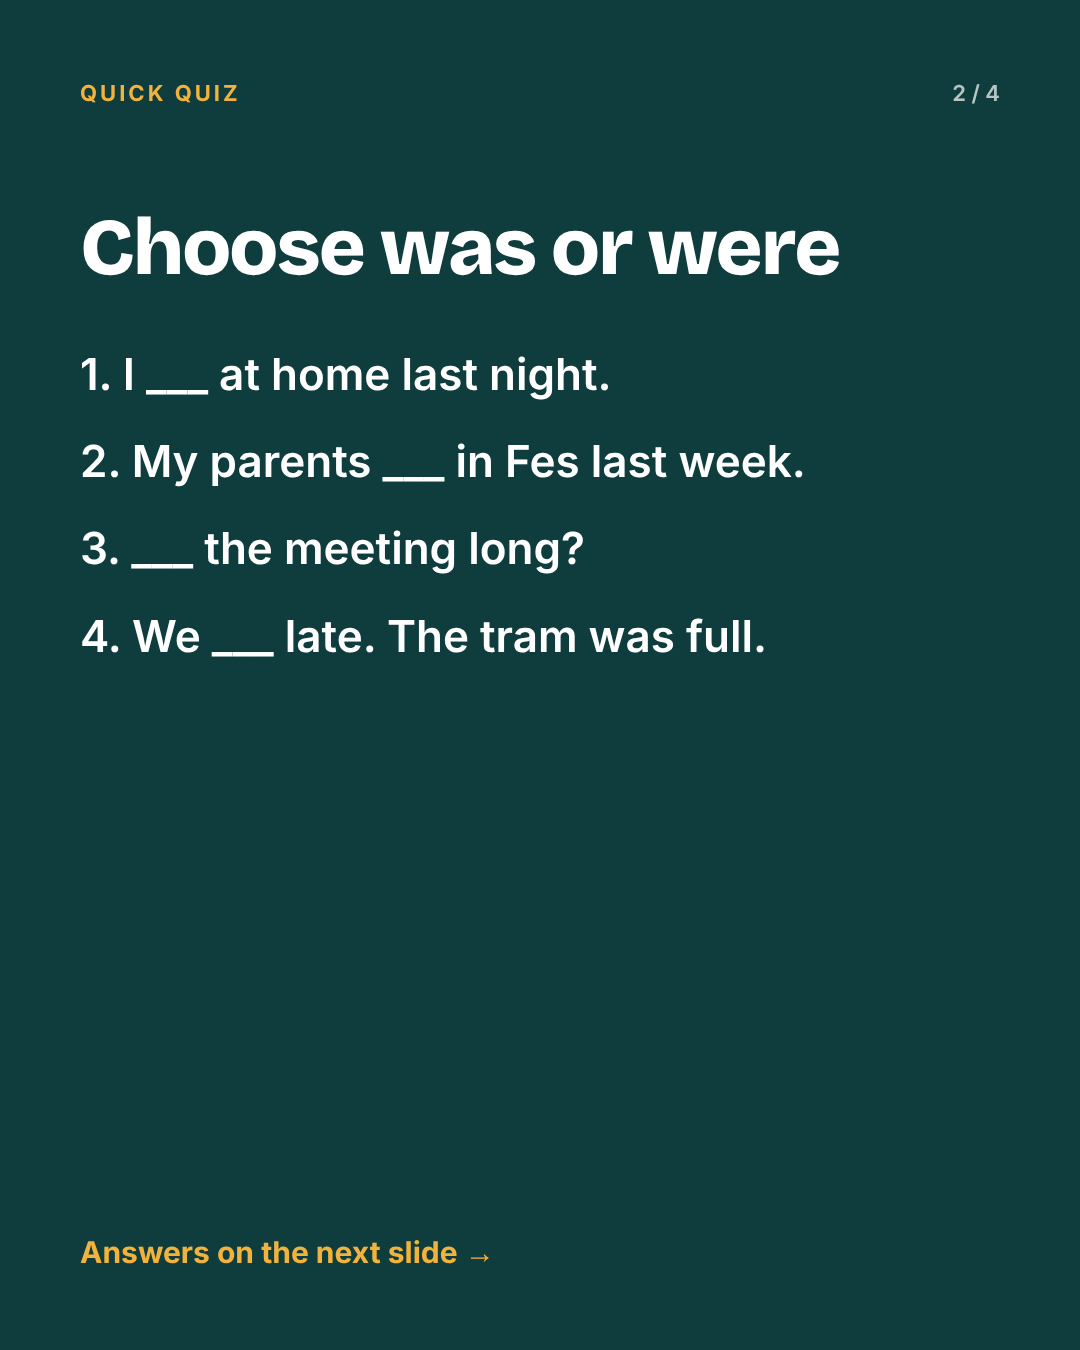 QUICK QUIZ
2 / 4
Choose was or were
1. I ___ at home last night.
2. My parents ___ in Fes last week.
3. ___ the meeting long?
4. We ___ late. The tram was full.
Answers on the next slide →